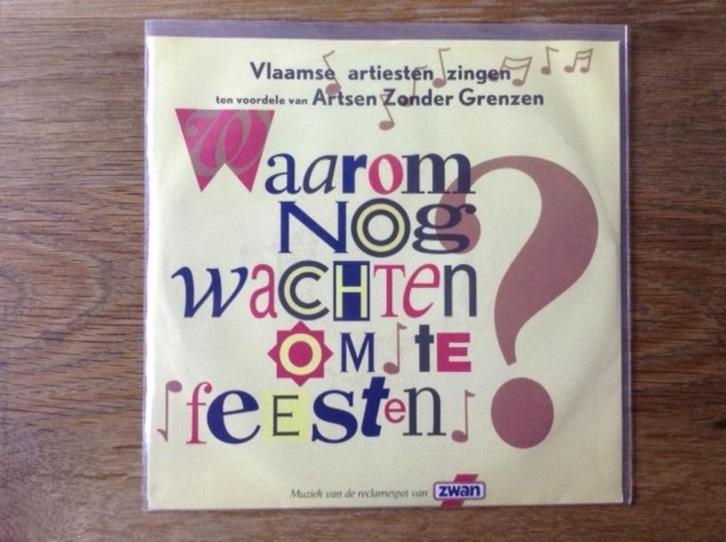 Vlaamse artiesten zingen
ten voordele van Artsen Zonder Grenzen
Waarom
Nog
waCHTen
OM tE
feEsten?
Muziek van de reclamespot van zwan